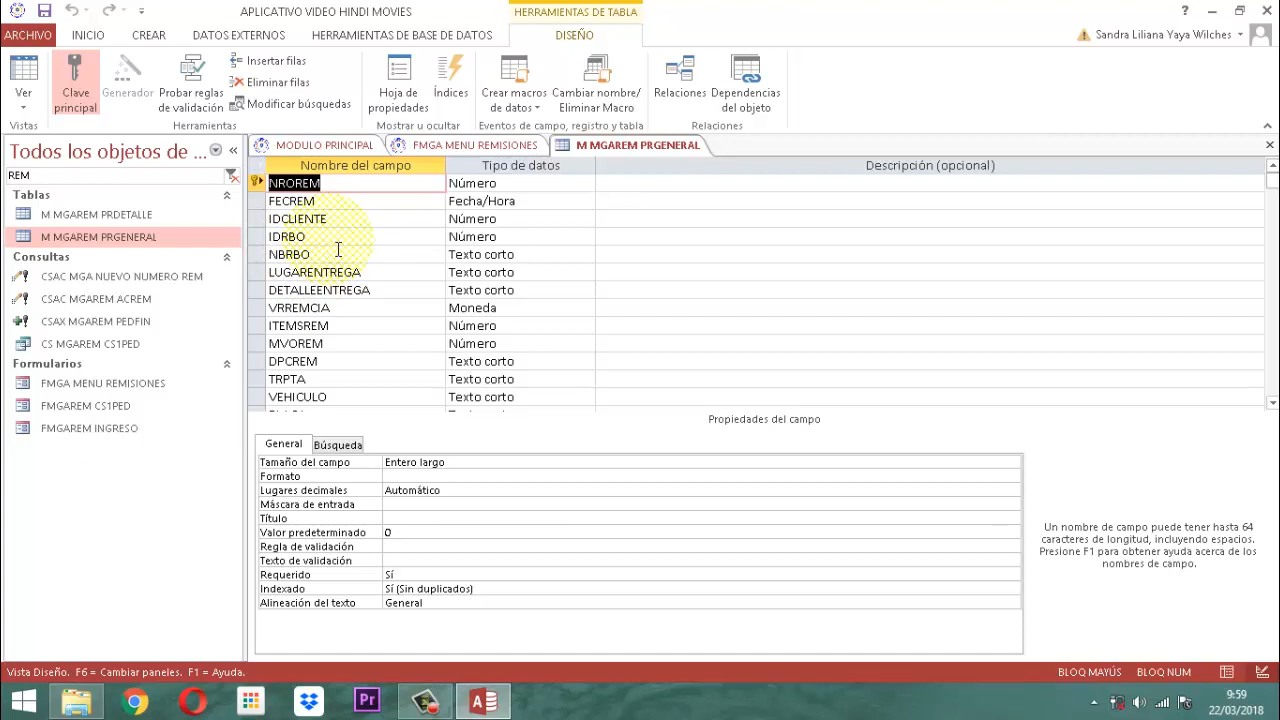 APLICATIVO VIDEO HINDI MOVIES
HERRAMIENTAS DE TABLA
?
ARCHIVO INICIO CREAR DATOS EXTERNOS HERRAMIENTAS DE BASE DE DATOS DISEÑO Sandra Liliana Yaya Wilches
Ver
Clave principal
Generador
Probar reglas de validación
Insertar filas
Eliminar filas
Modificar búsquedas
Hoja de propiedades
Índices
Crear macros de datos
Cambiar nombre/ Eliminar Macro
Relaciones
Dependencias del objeto
Vistas Herramientas Mostrar u ocultar Eventos de campo, registro y tabla Relaciones
Todos los objetos de ... «
REM
Tablas
M MGAREM PRDETALLE
M MGAREM PRGENERAL
Consultas
CSAC MGA NUEVO NUMERO REM
CSAC MGAREM ACREM
CSAX MGAREM PEDFIN
CS MGAREM CS1PED
Formularios
FMGA MENU REMISIONES
FMGAREM CS1PED
FMGAREM INGRESO
MODULO PRINCIPAL FMGA MENU REMISIONES M MGAREM PRGENERAL
Nombre del campo Tipo de datos Descripción (opcional)
NROREM Número
FECREM Fecha/Hora
IDCLIENTE Número
IDRBO Número
NBRBO Texto corto
LUGARENTREGA Texto corto
DETALLEENTREGA Texto corto
VRREMCIA Moneda
ITEMSREM Número
MVOREM Número
DPCREM Texto corto
TRPTA Texto corto
VEHICULO Texto corto
Propiedades del campo
General Búsqueda
Tamaño del campo Entero largo
Formato
Lugares decimales Automático
Máscara de entrada
Título
Valor predeterminado 0
Regla de validación
Texto de validación
Requerido Sí
Indexado Sí (Sin duplicados)
Alineación del texto General
Un nombre de campo puede tener hasta 64
caracteres de longitud, incluyendo espacios.
Presione F1 para obtener ayuda acerca de los
nombres de campo.
Vista Diseño. F6 = Cambiar paneles. F1 = Ayuda. BLOQ MAYÚS BLOQ NUM
Pr
9:59
22/03/2018